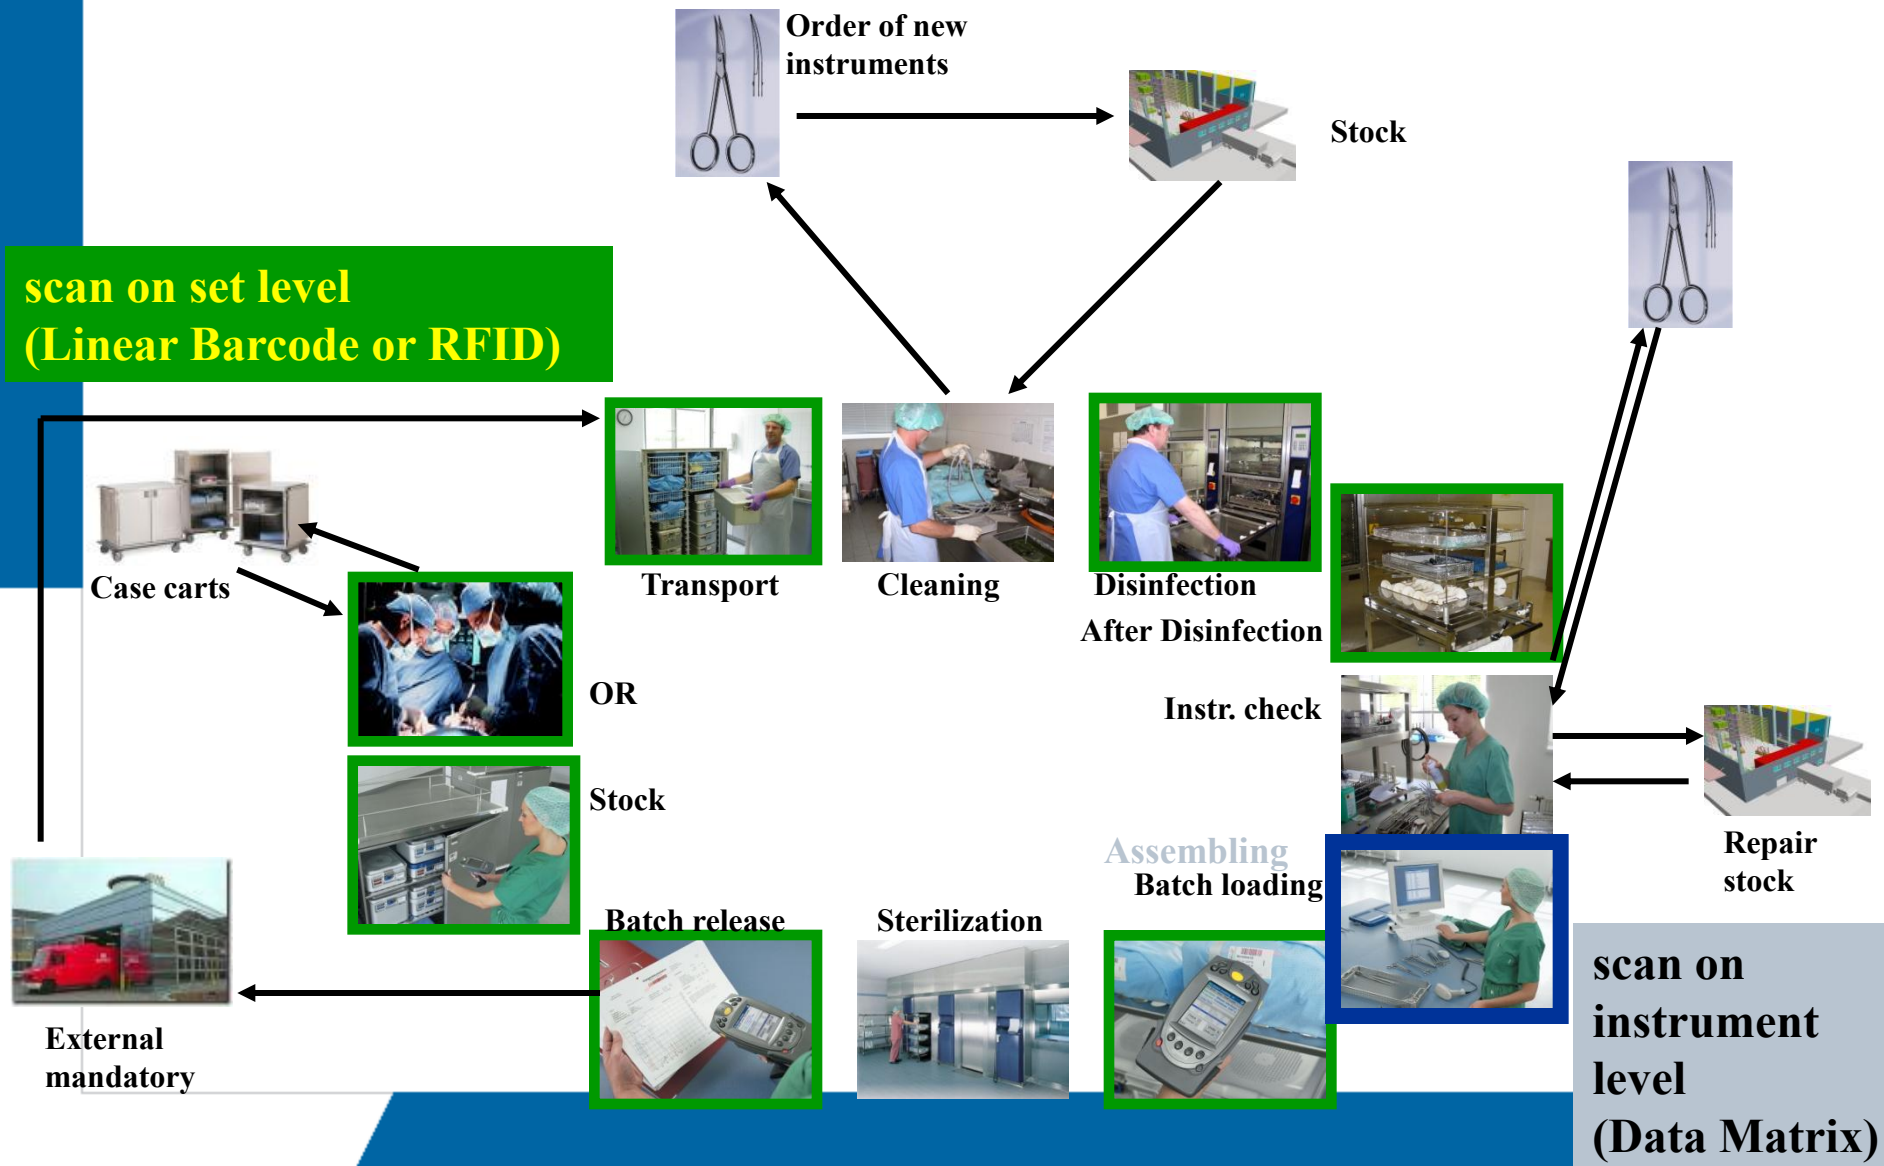 Order of new
instruments
Stock
scan on set level
(Linear Barcode or RFID)
Case carts
Transport
Cleaning
Disinfection
After Disinfection
OR
Instr. check
Stock
Assembling
Batch loading
Repair
stock
Batch release
Sterilization
External
mandatory
scan on
instrument
level
(Data Matrix)